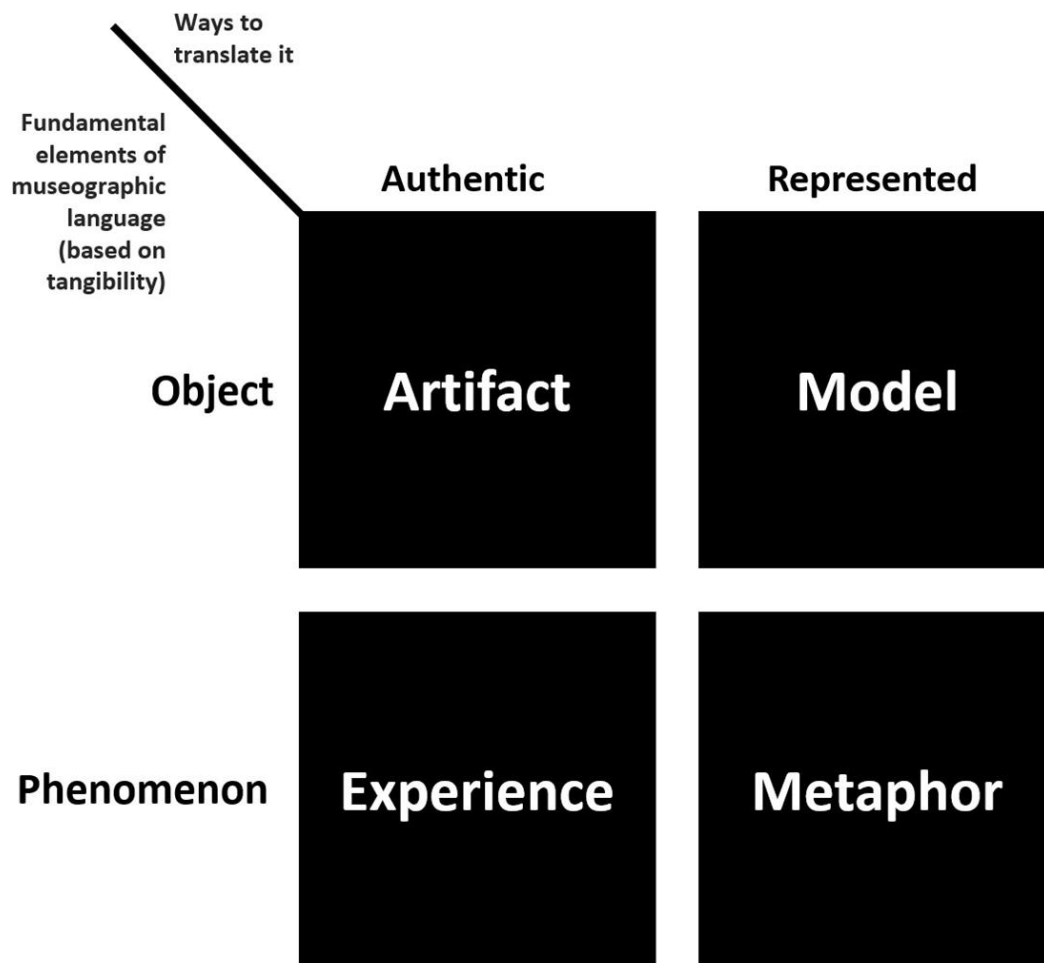 Ways to
translate it
Fundamental
elements of
museographic
language
(based on
tangibility)
Authentic
Represented
Object
Artifact
Model
Phenomenon
Experience
Metaphor